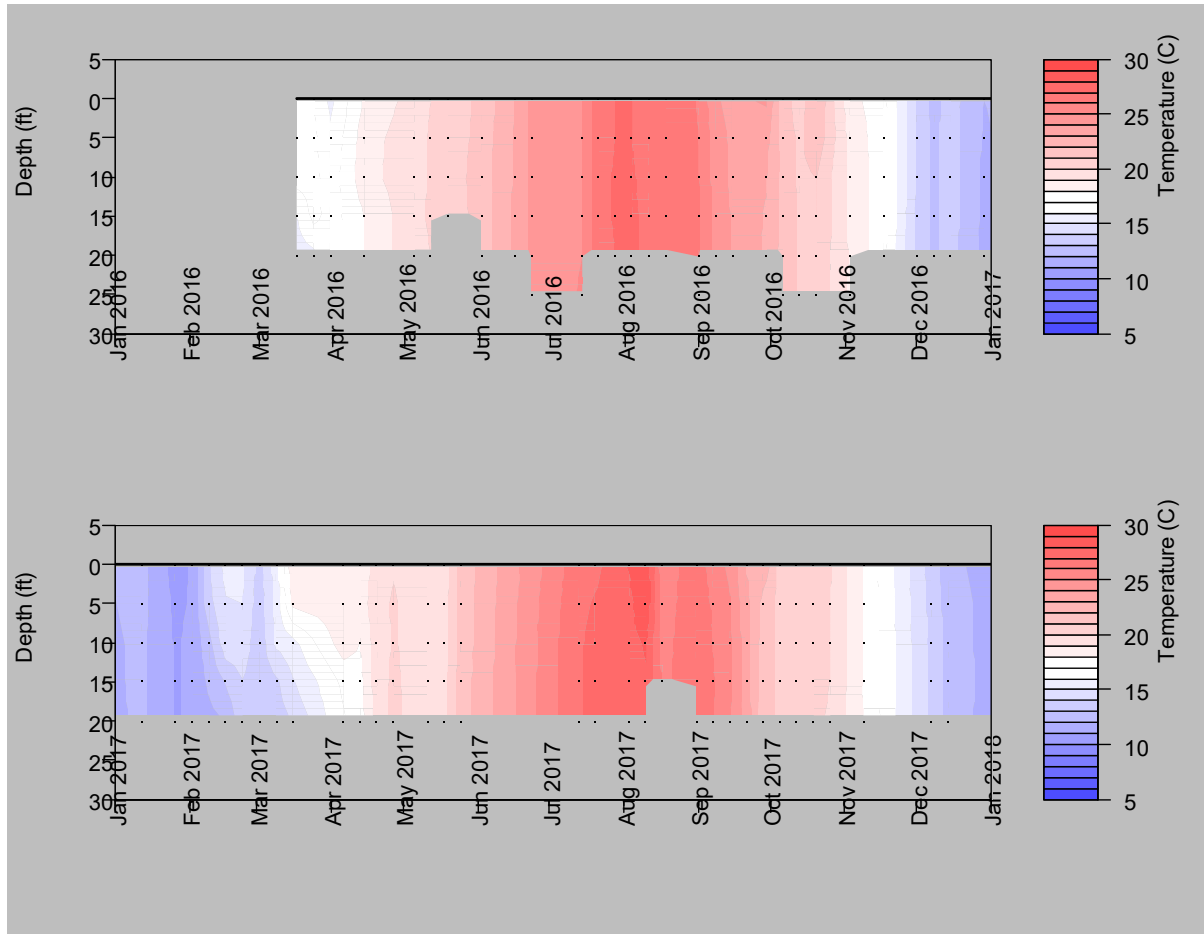 Depth (ft)
5
0
5
10
15
20
25
30
Jan 2016
Feb 2016
Mar 2016
Apr 2016
May 2016
Jun 2016
Jul 2016
Aug 2016
Sep 2016
Oct 2016
Nov 2016
Dec 2016
Jan 2017
30
25
20
15
10
5
Temperature (C)
Depth (ft)
5
0
5
10
15
20
25
30
Jan 2017
Feb 2017
Mar 2017
Apr 2017
May 2017
Jun 2017
Jul 2017
Aug 2017
Sep 2017
Oct 2017
Nov 2017
Dec 2017
Jan 2018
30
25
20
15
10
5
Temperature (C)